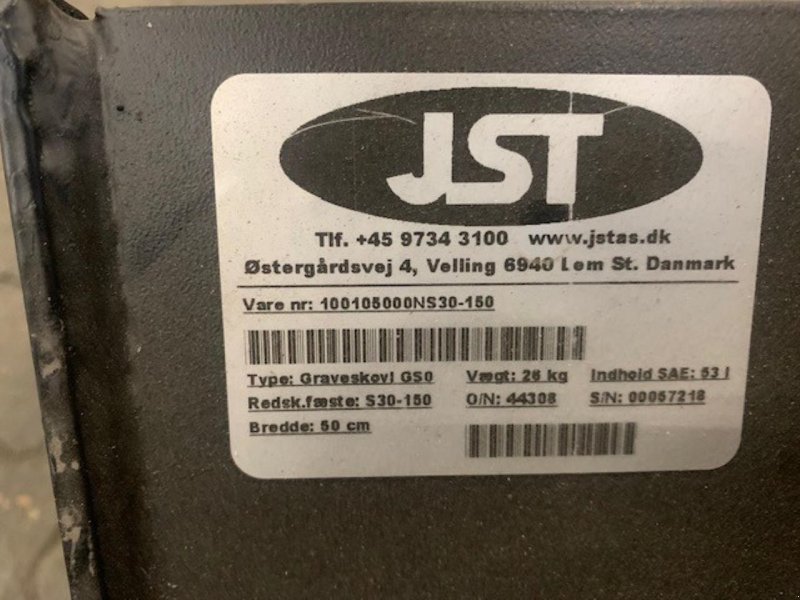 JST
Tlf. +45 9734 3100 www.jstas.dk
Østergårdsvej 4, Velling 6940 Lem St. Danmark
Vare nr: 100105000NS30-150
Type: Graveskovl GS0 Vægt: 26 kg Indhold SAE: 53 l
Redsk.fæste: S30-150 O/N: 44308 S/N: 00057218
Bredde: 50 cm